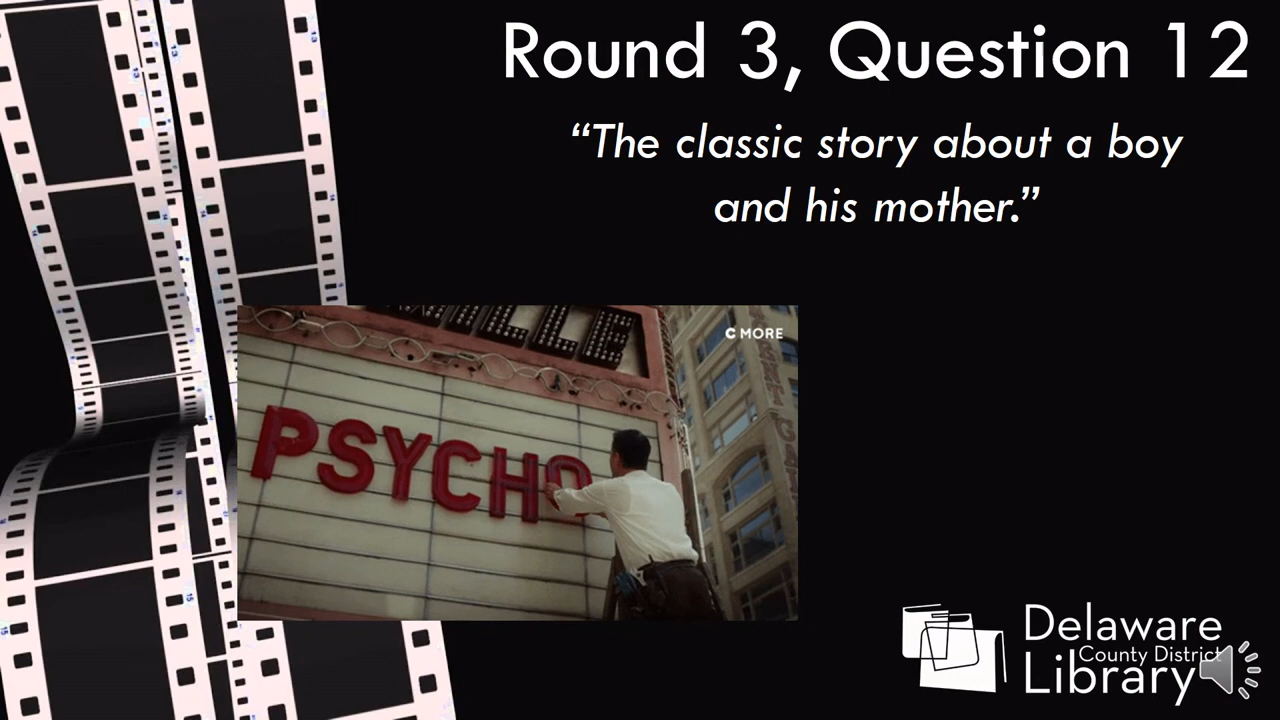 Round 3, Question 12
“The classic story about a boy
and his mother.”
C MORE
PSYCHO
Delaware
County District
Library